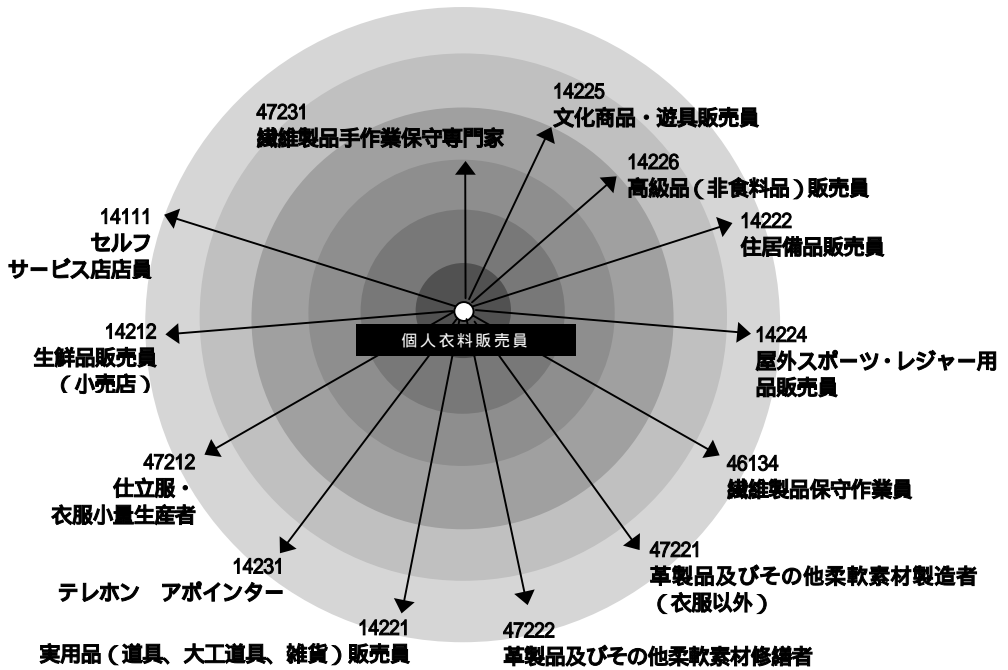 14225
文化商品・遊具販売員
47231
繊維製品手作業保守専門家
14226
高級品（非食料品）販売員
14111
セルフ
サービス店店員
14222
住居備品販売員
14212
生鮮品販売員
（小売店）
個人衣料販売員
14224
屋外スポーツ・レジャー用
品販売員
47212
仕立服・
衣服小量生産者
46134
繊維製品保守作業員
14231
テレホン　アポインター
47221
革製品及びその他柔軟素材製造者
（衣服以外）
14221
実用品（道具、大工道具、雑貨）販売員
47222
革製品及びその他柔軟素材修繕者